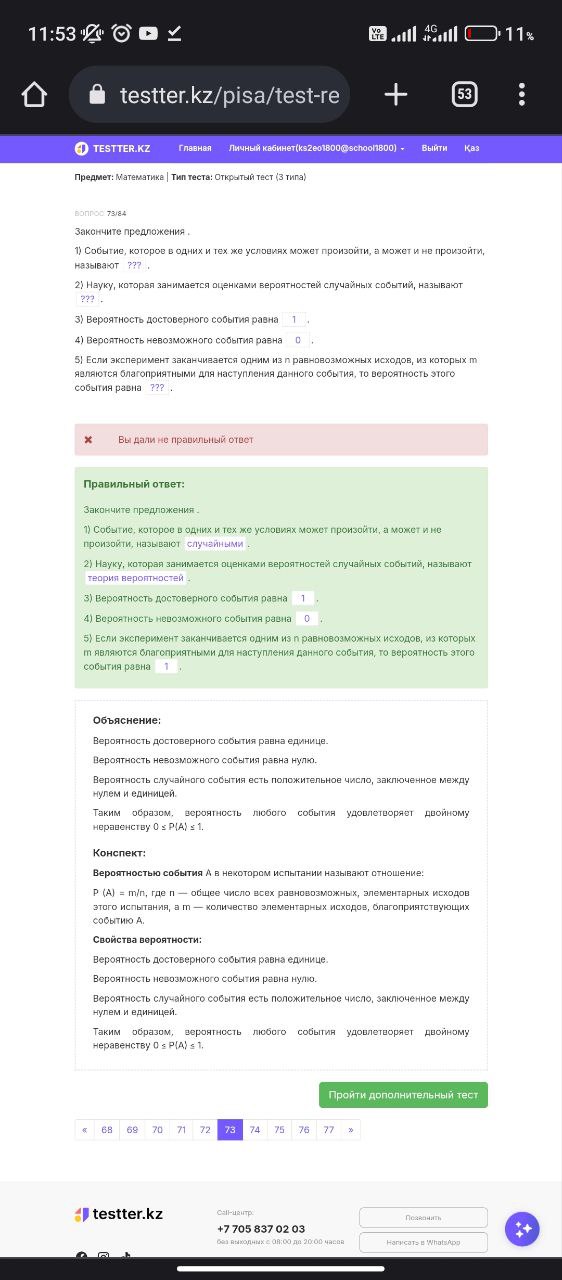 11:53
Vo LTE 4G 11%
testter.kz/pisa/test-re
53
TESTTER.KZ Главная Личный кабинет(ks2eo1800@school1800) Выйти Қаз
Предмет: Математика | Тип теста: Открытый тест (3 типа)
ВОПРОС 73/84
Закончите предложения .
1) Событие, которое в одних и тех же условиях может произойти, а может и не произойти,
называют ??? .
2) Науку, которая занимается оценками вероятностей случайных событий, называют
??? .
3) Вероятность достоверного события равна 1 .
4) Вероятность невозможного события равна 0 .
5) Если эксперимент заканчивается одним из n равновозможных исходов, из которых m
являются благоприятными для наступления данного события, то вероятность этого
события равна ??? .
Вы дали не правильный ответ
Правильный ответ:
Закончите предложения .
1) Событие, которое в одних и тех же условиях может произойти, а может и не
произойти, называют случайными .
2) Науку, которая занимается оценками вероятностей случайных событий, называют
теория вероятностей .
3) Вероятность достоверного события равна 1 .
4) Вероятность невозможного события равна 0 .
5) Если эксперимент заканчивается одним из n равновозможных исходов, из которых
m являются благоприятными для наступления данного события, то вероятность этого
события равна 1 .
Объяснение:
Вероятность достоверного события равна единице.
Вероятность невозможного события равна нулю.
Вероятность случайного события есть положительное число, заключенное между
нулем и единицей.
Таким образом, вероятность любого события удовлетворяет двойному
неравенству 0 ≤ P(A) ≤ 1.
Конспект:
Вероятностью события А в некотором испытании называют отношение:
P (A) = m/n, где n — общее число всех равновозможных, элементарных исходов
этого испытания, а m — количество элементарных исходов, благоприятствующих
событию А.
Свойства вероятности:
Вероятность достоверного события равна единице.
Вероятность невозможного события равна нулю.
Вероятность случайного события есть положительное число, заключенное между
нулем и единицей.
Таким образом, вероятность любого события удовлетворяет двойному
неравенству 0 ≤ P(A) ≤ 1.
Пройти дополнительный тест
« 68 69 70 71 72 73 74 75 76 77 »
testter.kz
Call-центр:
+7 705 837 02 03
без выходных с 08:00 до 20:00 часов
Позвонить
Написать в WhatsApp